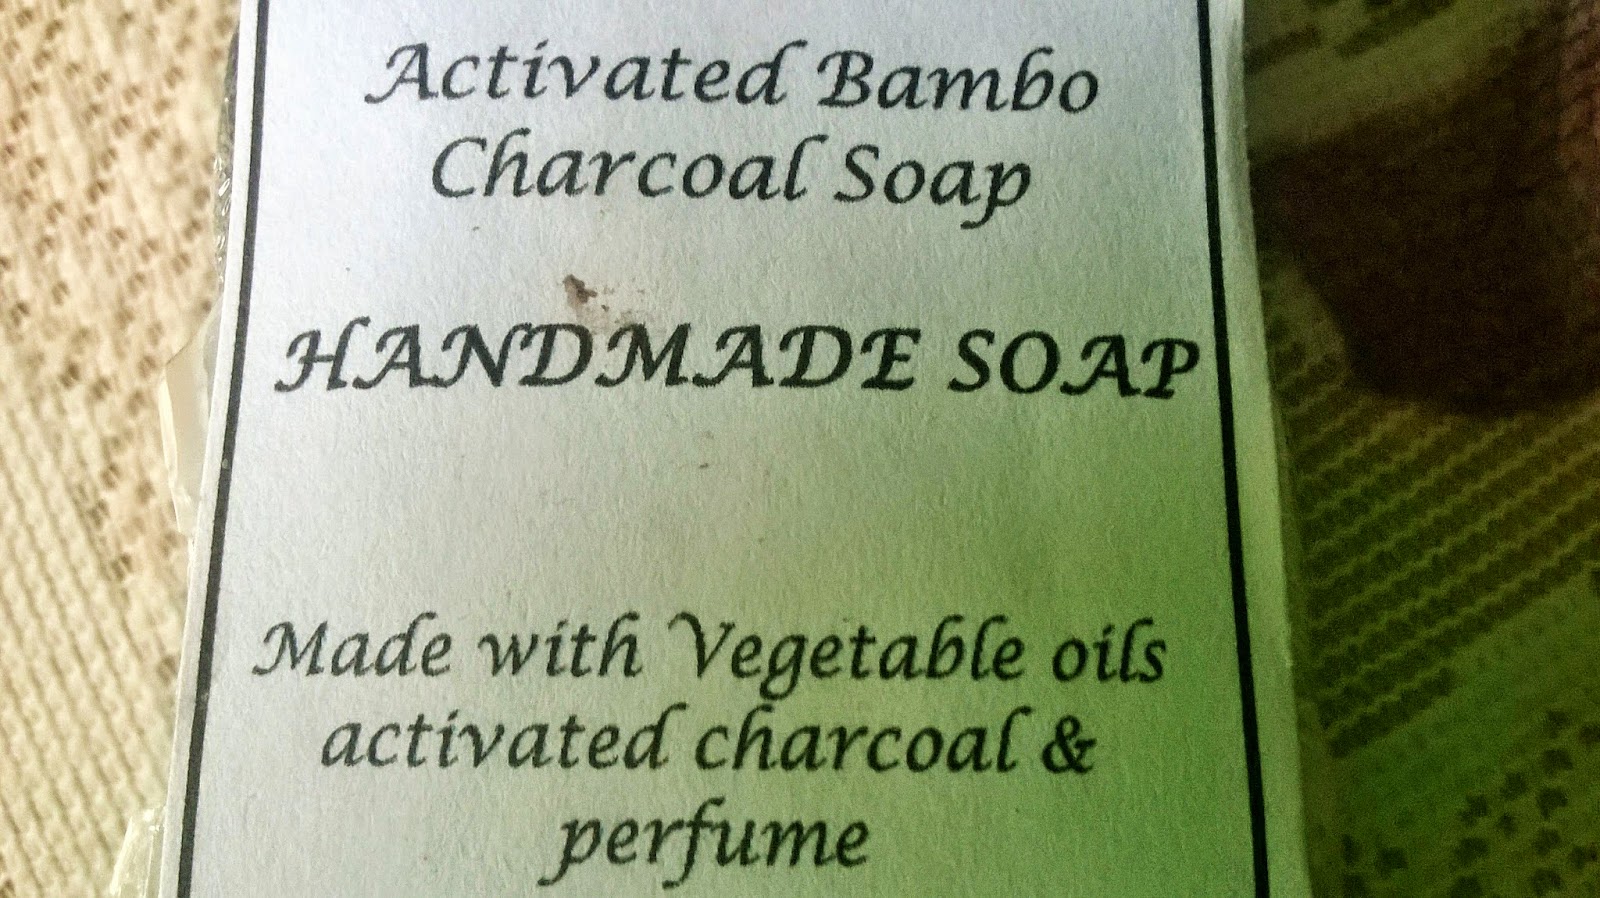 Activated Bambo
Charcoal Soap
HANDMADE SOAP
Made with Vegetable oils
activated charcoal &
perfume